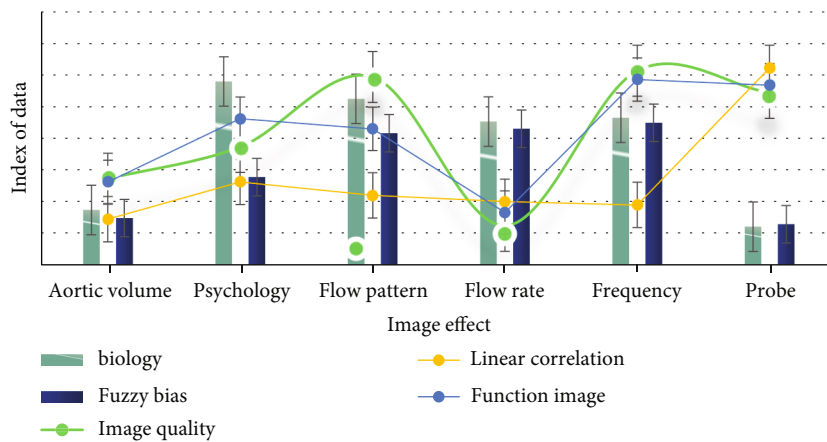 Index of data
Aortic volume Psychology Flow pattern Flow rate Frequency Probe
Image effect
biology
Linear correlation
Fuzzy bias
Function image
Image quality